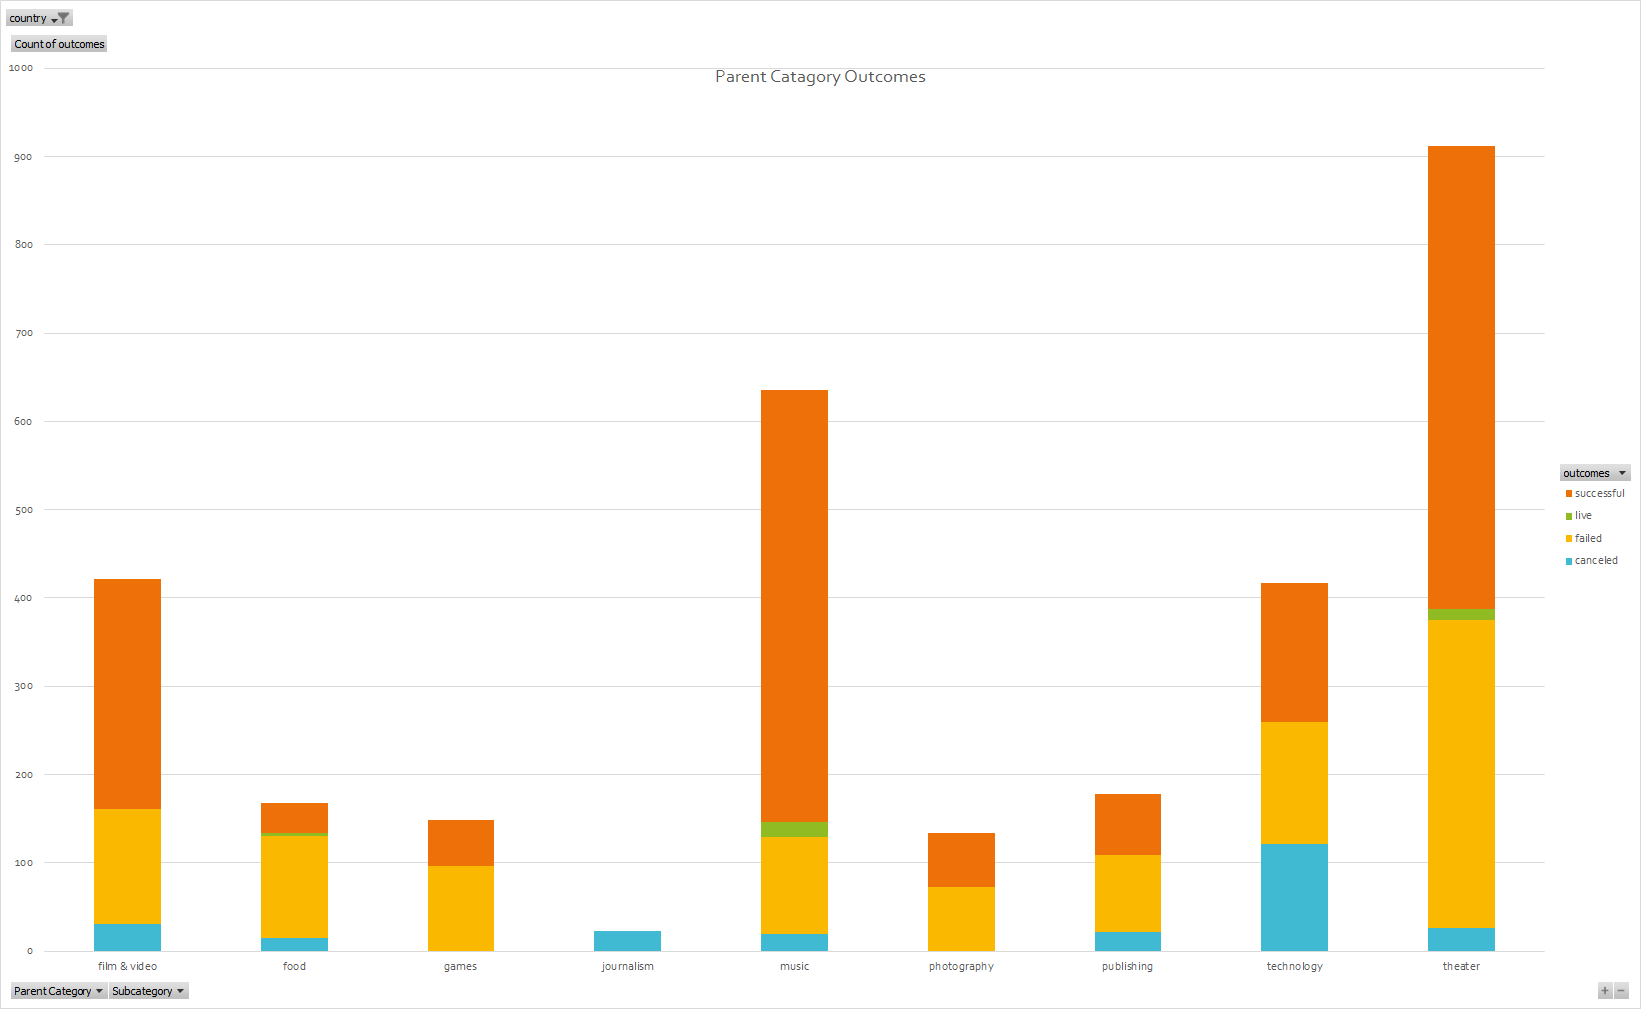 country
Count of outcomes
Parent Catagory Outcomes
1000
900
800
700
600
500
400
300
200
100
0
outcomes
successful
live
failed
canceled
film & video food games journalism music photography publishing technology theater
Parent Category Subcategory
+ −